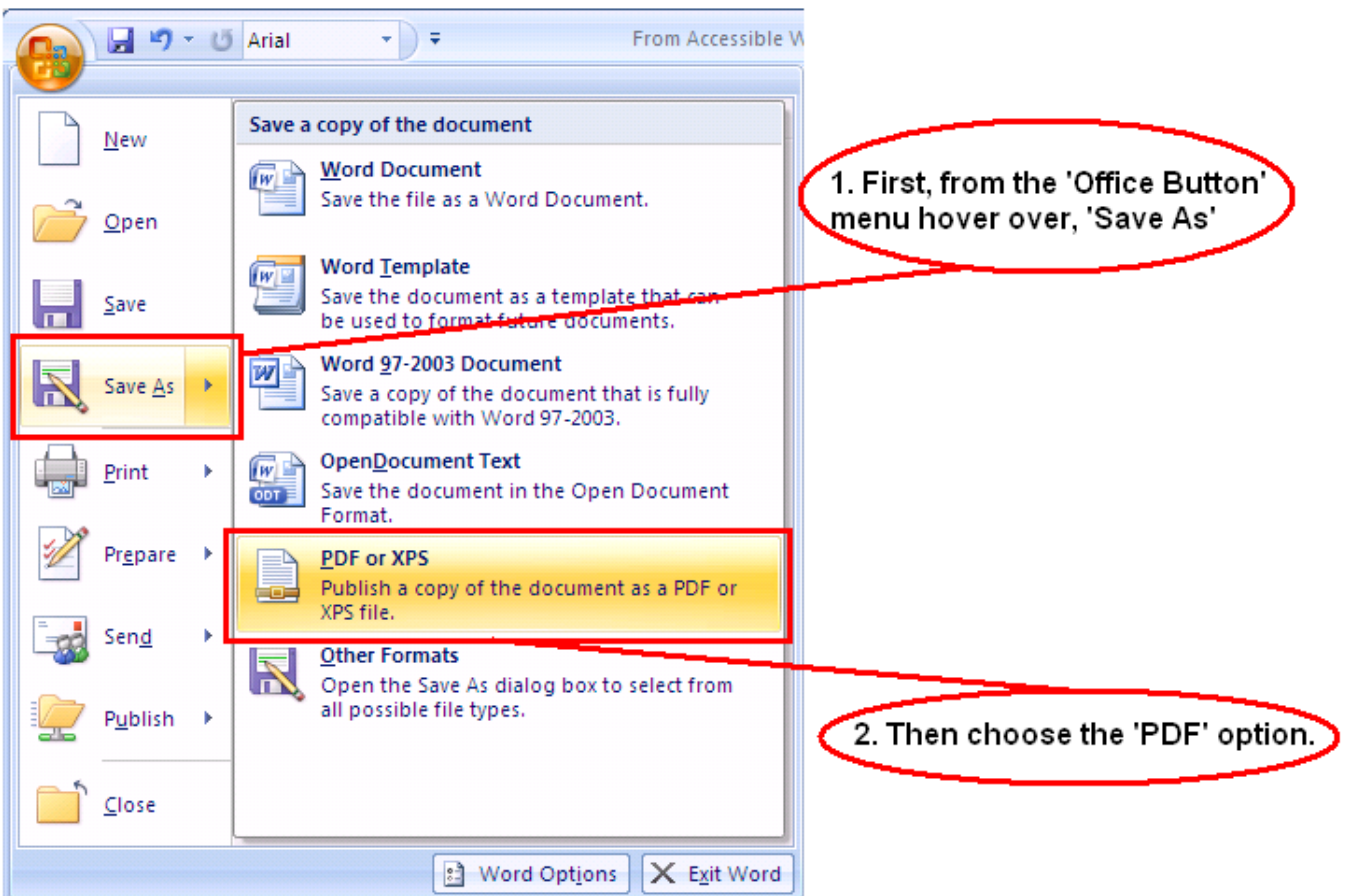 Arial
From Accessible W
New
Open
Save
Save As
Print
Prepare
Send
Publish
Close
Save a copy of the document
Word Document
Save the file as a Word Document.
Word Template
Save the document as a template that can
be used to format future documents.
Word 97-2003 Document
Save a copy of the document that is fully
compatible with Word 97-2003.
OpenDocument Text
ODT
Save the document in the Open Document
Format.
PDF or XPS
Publish a copy of the document as a PDF or
XPS file.
Other Formats
Open the Save As dialog box to select from
all possible file types.
Word Options
Exit Word
1. First, from the 'Office Button'
menu hover over, 'Save As'
2. Then choose the 'PDF' option.